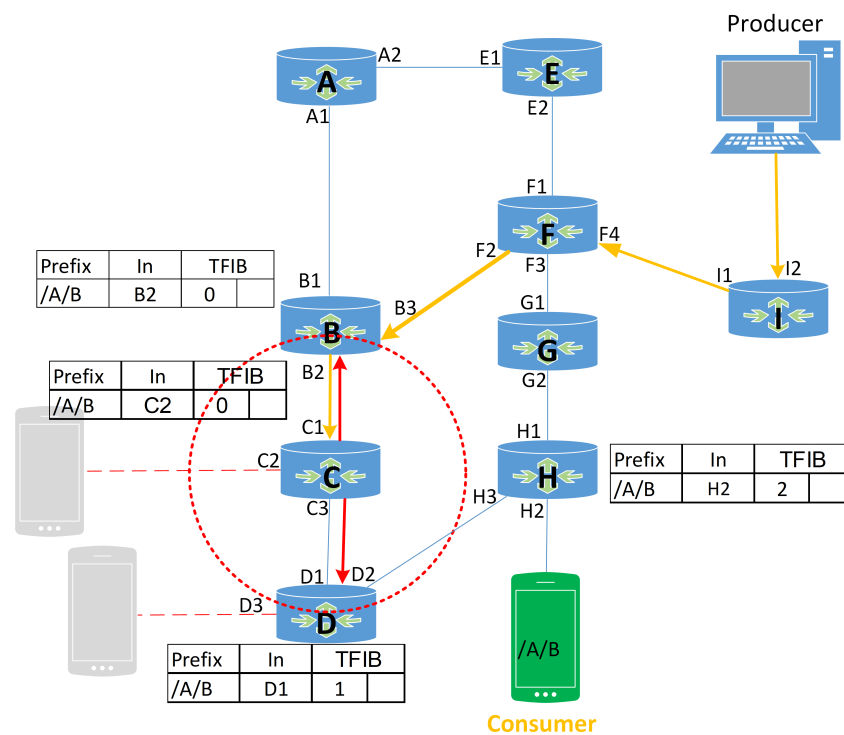 Producer
A2
E1
A
E
A1
E2
F1
F
F4
F2
F3
I1
I2
I
Prefix In TFIB
/A/B B2 0
B1
B3
B
G1
G
G2
B2
Prefix In TFIB
/A/B C2 0
C1
C2
C
C3
H1
H
H3
H2
Prefix In TFIB
/A/B H2 2
D1
D2
D3
D
Prefix In TFIB
/A/B D1 1
/A/B
Consumer